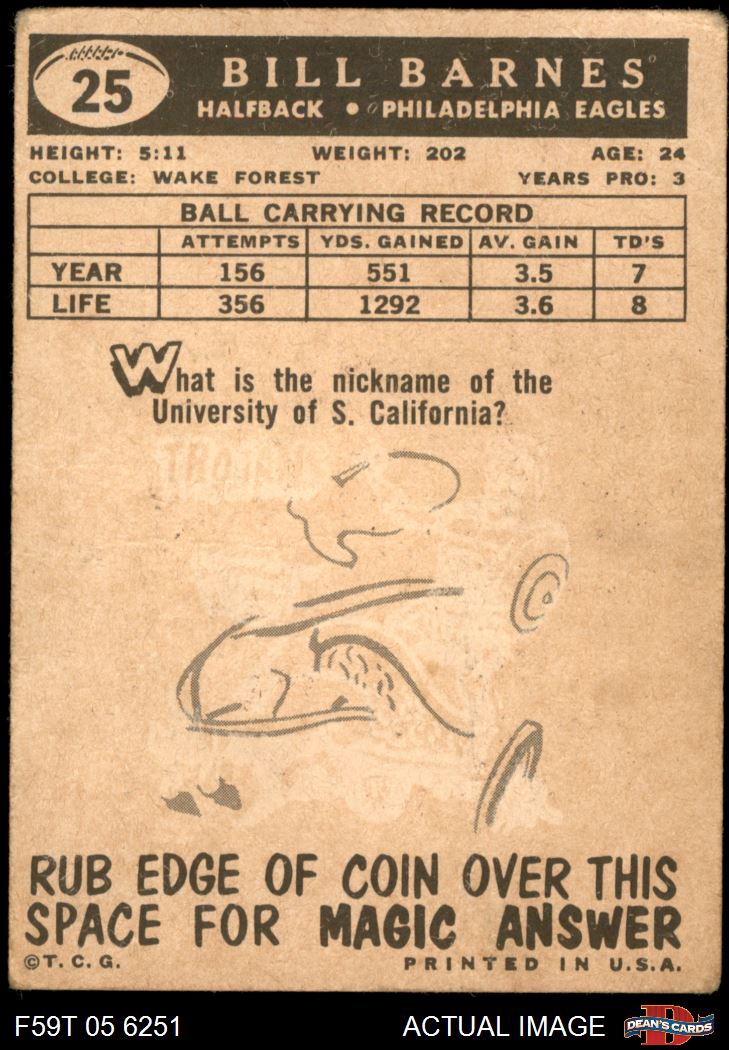 25
BILL BARNES
HALFBACK • PHILADELPHIA EAGLES
HEIGHT: 5:11 WEIGHT: 202 AGE: 24
COLLEGE: WAKE FOREST YEARS PRO: 3
BALL CARRYING RECORD
ATTEMPTS YDS. GAINED AV. GAIN TD'S
YEAR 156 551 3.5 7
LIFE 356 1292 3.6 8
What is the nickname of the
University of S. California?
RUB EDGE OF COIN OVER THIS
SPACE FOR MAGIC ANSWER
©T. C. G. PRINTED IN U.S.A.
F59T 05 6251 ACTUAL IMAGE DEAN'S CARDS